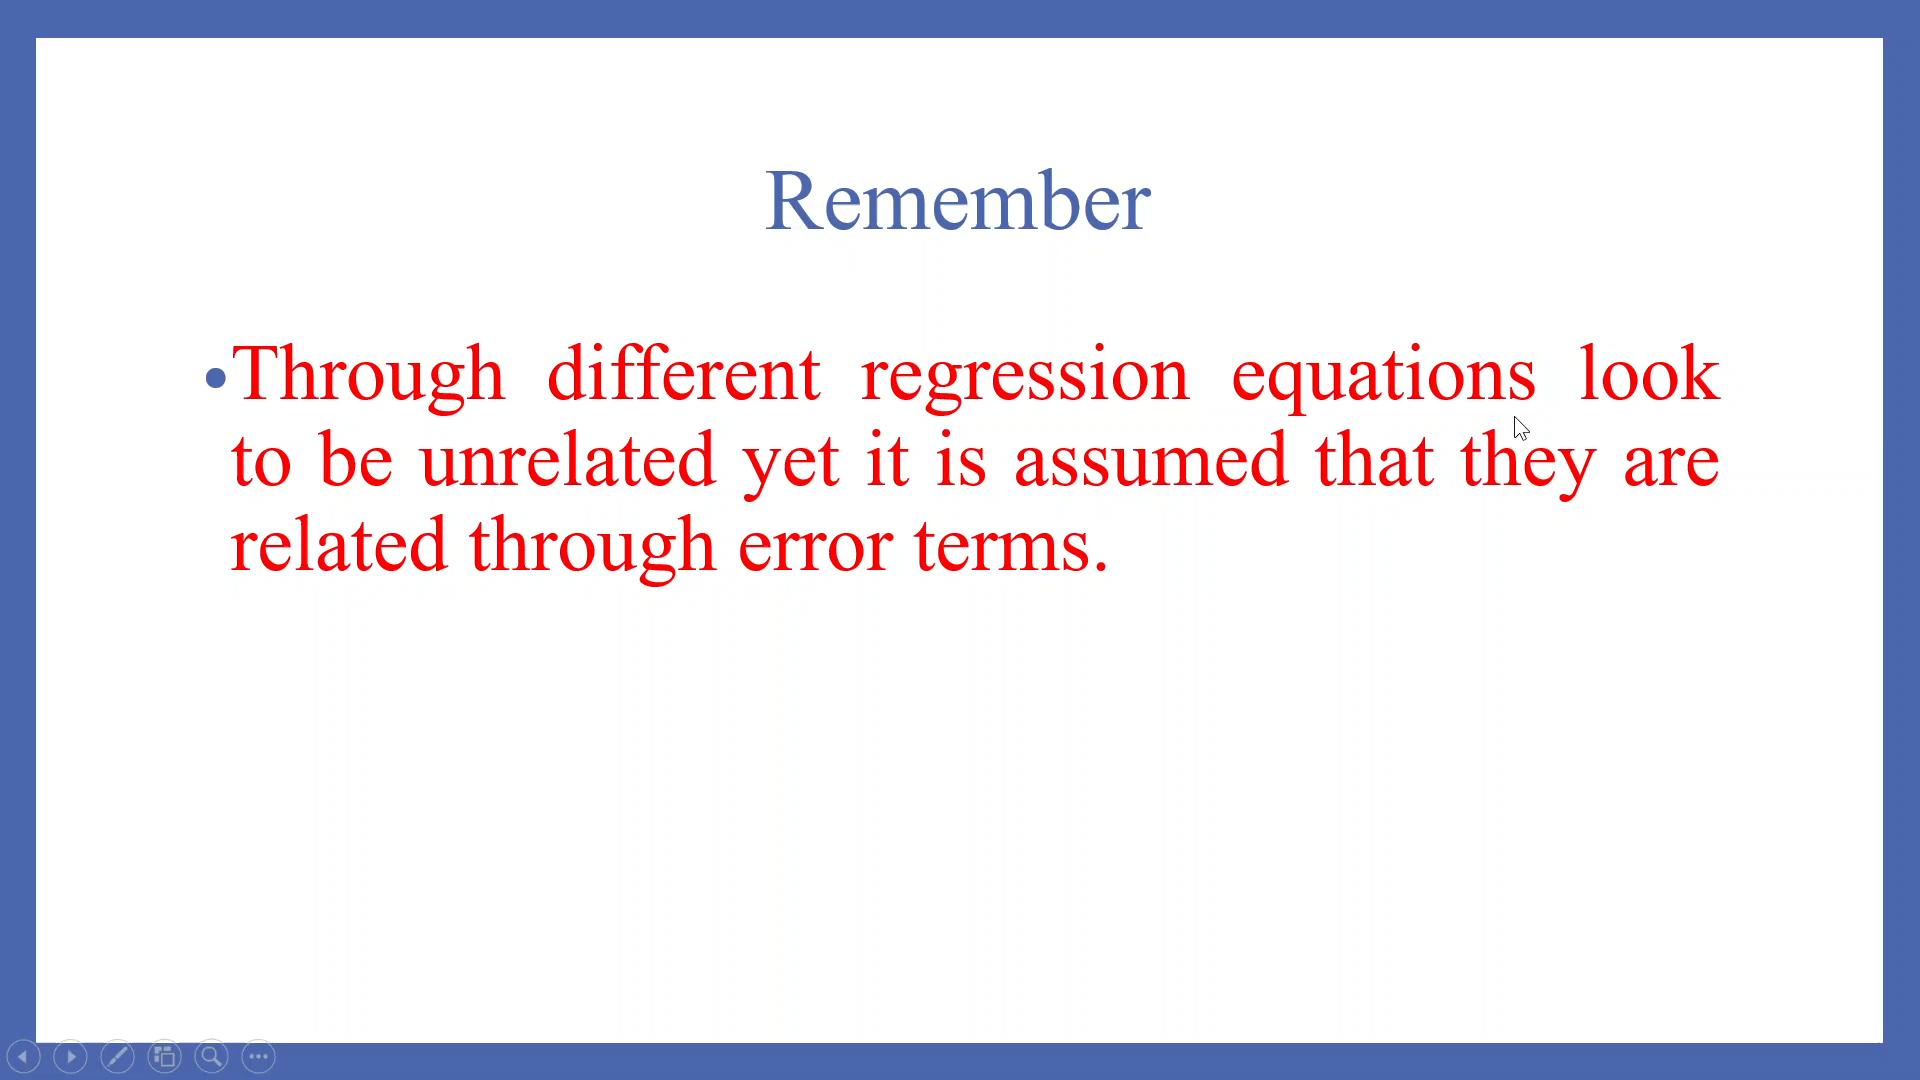 Remember
•Through different regression equations look
to be unrelated yet it is assumed that they are
related through error terms.